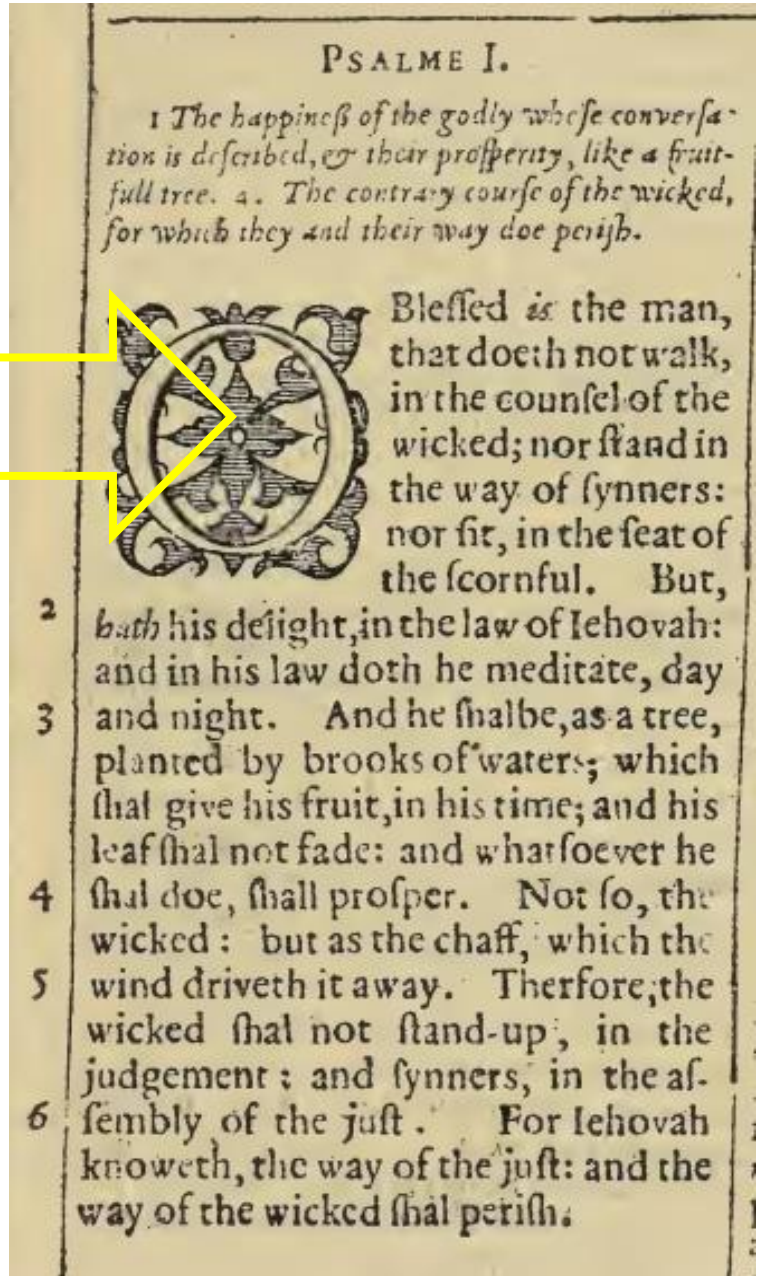 PSALME I.
1 The happineſs of the godly whoſe converſa-
tion is deſcribed, & their proſperity, like a fruit-
full tree. 4. The contrary courſe of the wicked,
for which they and their way doe periſh.
O Bleſſed is the man,
that doeth not walk,
in the counſel of the
wicked; nor ſtand in
the way of ſynners:
nor ſit, in the ſeat of
the ſcornful. But,
2 hath his delight, in the law of Iehovah:
and in his law doth he meditate, day
3 and night. And he ſhalbe, as a tree,
planted by brooks of waters; which
ſhal give his fruit, in his time; and his
leaf ſhal not fade: and whatſoever he
4 ſhal doe, ſhall proſper. Not ſo, the
wicked: but as the chaff, which the
5 wind driveth it away. Therfore, the
wicked ſhal not ſtand-up, in the
judgement: and ſynners, in the aſ-
6 ſembly of the juſt. For Iehovah
knoweth, the way of the juſt: and the
way of the wicked ſhal periſh.